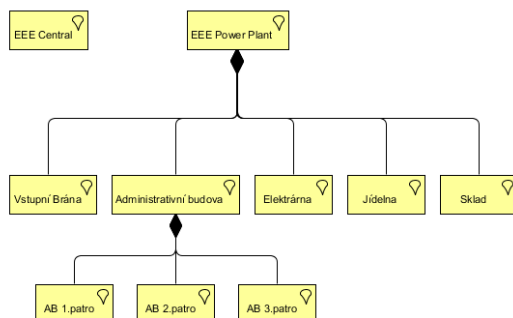 EEE Central
EEE Power Plant
Vstupní Brána
Administrativní budova
Elektrárna
Jídelna
Sklad
AB 1.patro
AB 2.patro
AB 3.patro